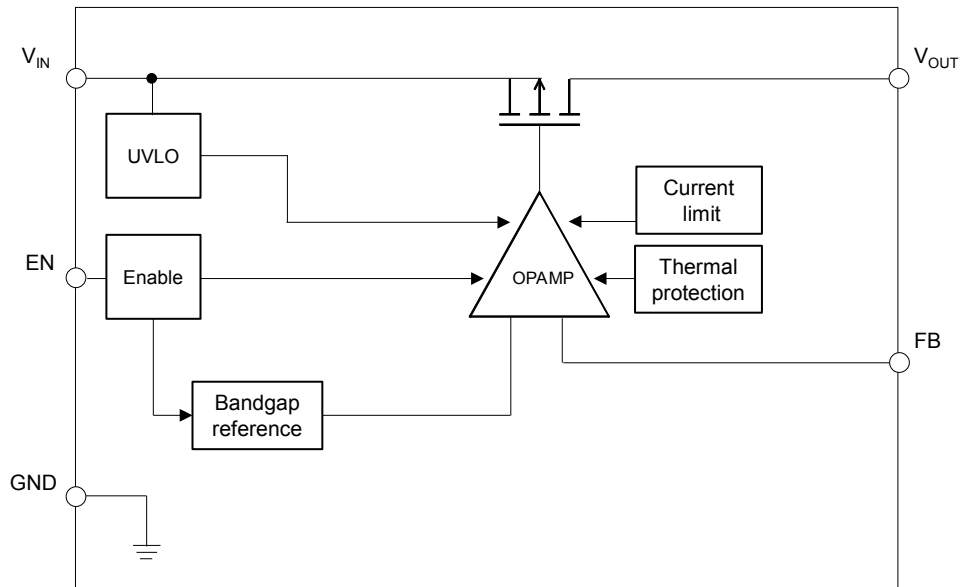 VIN
VOUT
UVLO
Current
limit
EN
Enable
OPAMP
Thermal
protection
FB
Bandgap
reference
GND